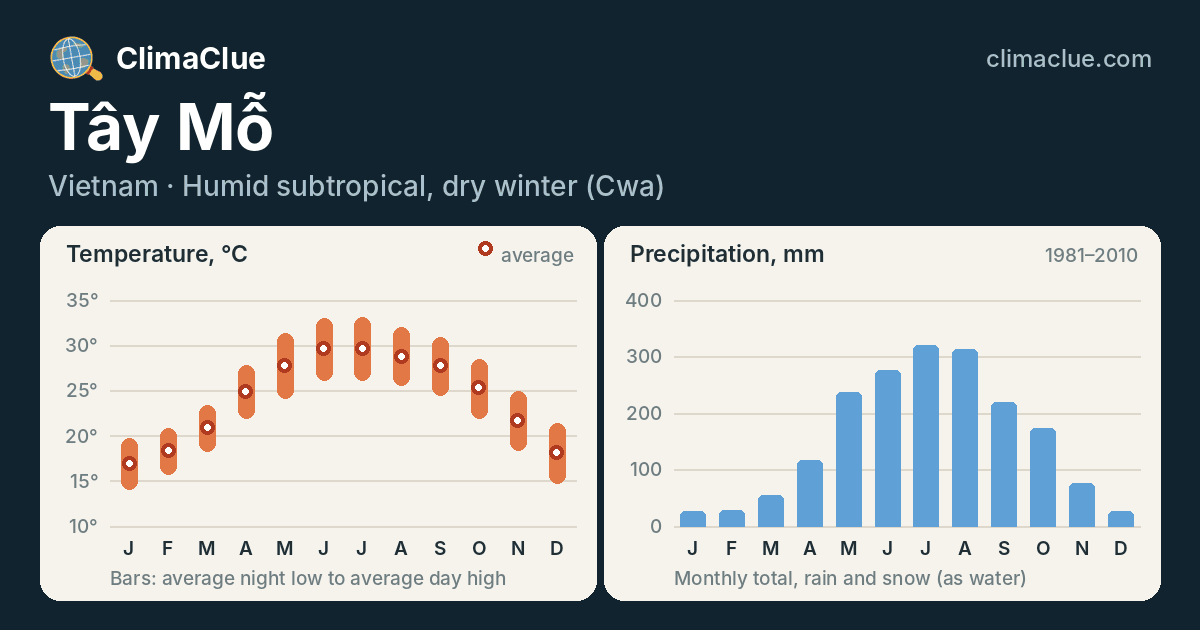 ClimaClue
climaclue.com
Tây Mỗ
Vietnam · Humid subtropical, dry winter (Cwa)
Temperature, °C
average
35°
30°
25°
20°
15°
10°
J F M A M J J A S O N D
Bars: average night low to average day high
Precipitation, mm
1981–2010
400
300
200
100
0
J F M A M J J A S O N D
Monthly total, rain and snow (as water)